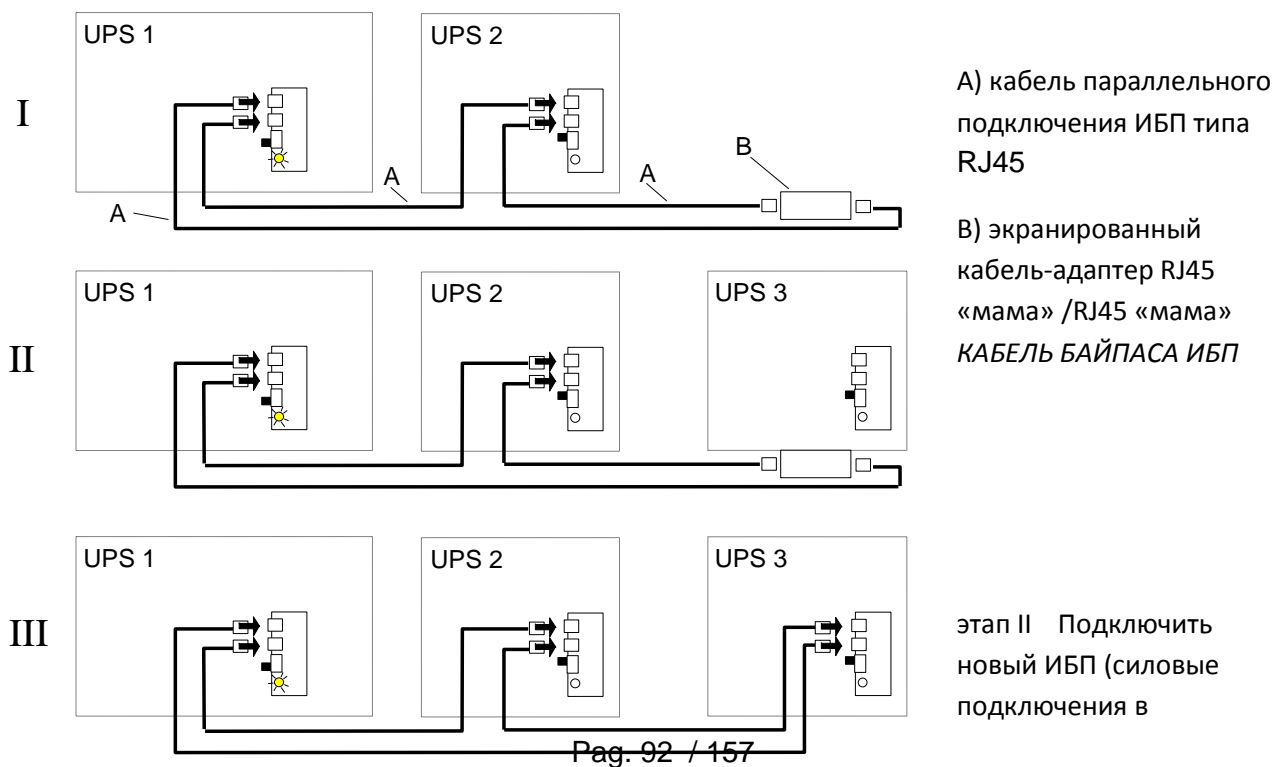 UPS 1
UPS 2
I
B
A
A
A
А) кабель параллельного
подключения ИБП типа
RJ45
В) экранированный
кабель-адаптер RJ45
«мама» /RJ45 «мама»
КАБЕЛЬ БАЙПАСА ИБП
UPS 1
UPS 2
UPS 3
II
UPS 1
UPS 2
UPS 3
III
этап II Подключить
новый ИБП (силовые
подключения в
Pag. 92 / 157